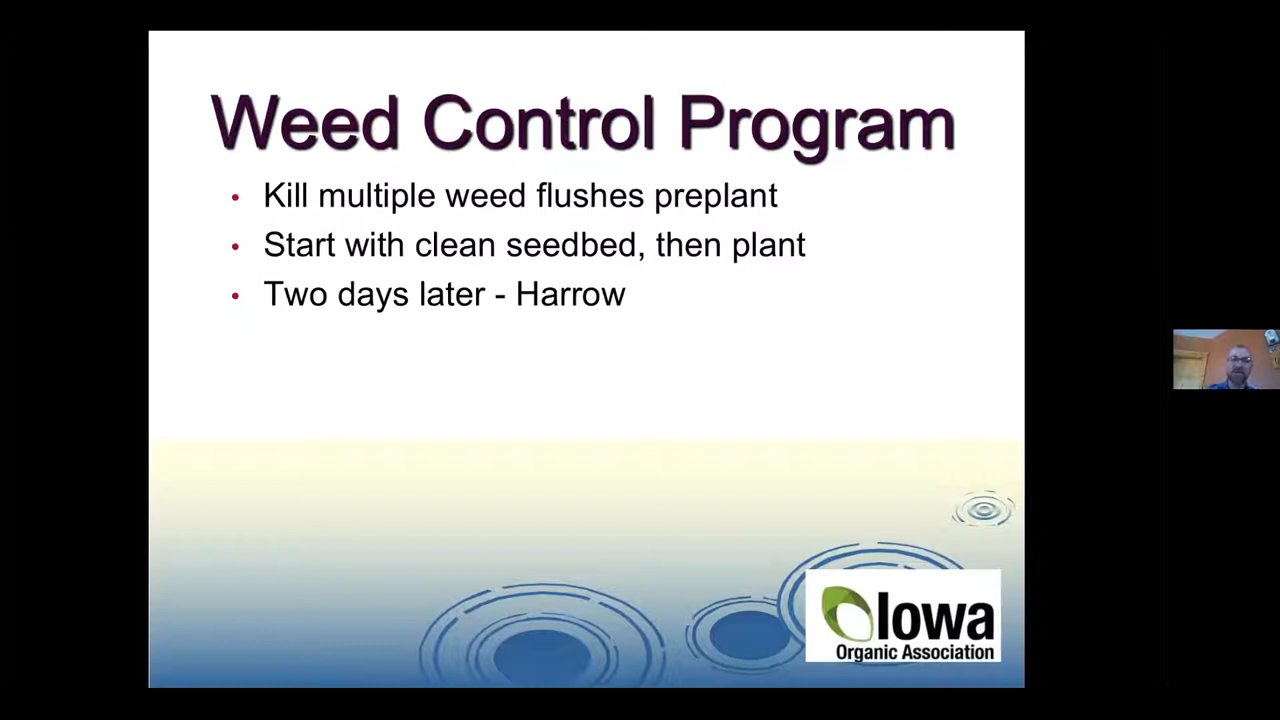 Weed Control Program
• Kill multiple weed flushes preplant
• Start with clean seedbed, then plant
• Two days later - Harrow
Iowa
Organic Association